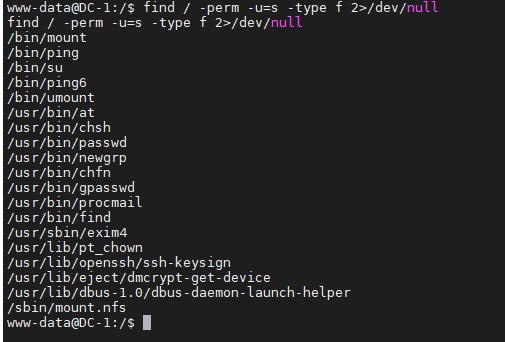 www-data@DC-1:/$ find / -perm -u=s -type f 2>/dev/null
find / -perm -u=s -type f 2>/dev/null
/bin/mount
/bin/ping
/bin/su
/bin/ping6
/bin/umount
/usr/bin/at
/usr/bin/chsh
/usr/bin/passwd
/usr/bin/newgrp
/usr/bin/chfn
/usr/bin/gpasswd
/usr/bin/procmail
/usr/bin/find
/usr/sbin/exim4
/usr/lib/pt_chown
/usr/lib/openssh/ssh-keysign
/usr/lib/eject/dmcrypt-get-device
/usr/lib/dbus-1.0/dbus-daemon-launch-helper
/sbin/mount.nfs
www-data@DC-1:/$